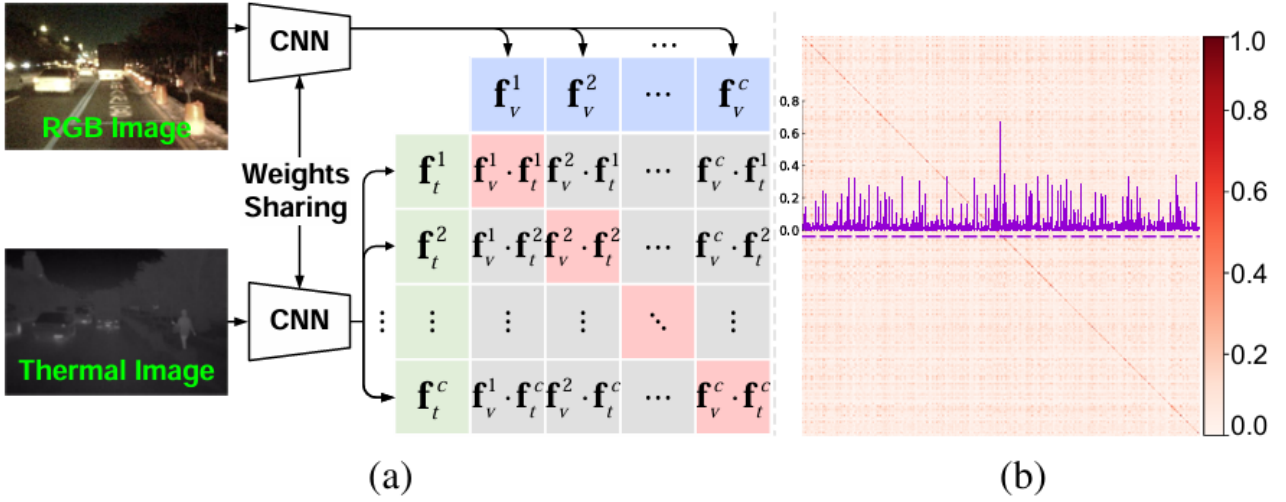 CNN
RGB Image
Weights
Sharing
CNN
Thermal Image
...
f_v^1 f_v^2 ... f_v^c
f_t^1 f_v^1 · f_t^1 f_v^2 · f_t^1 ... f_v^c · f_t^1
f_t^2 f_v^1 · f_t^2 f_v^2 · f_t^2 ... f_v^c · f_t^2
⋮ ⋮ ⋮ ⋮ ⋱ ⋮
f_t^c f_v^1 · f_t^c f_v^2 · f_t^c ... f_v^c · f_t^c
(a)
0.8
0.6
0.4
0.2
0.0
1.0
0.8
0.6
0.4
0.2
0.0
(b)